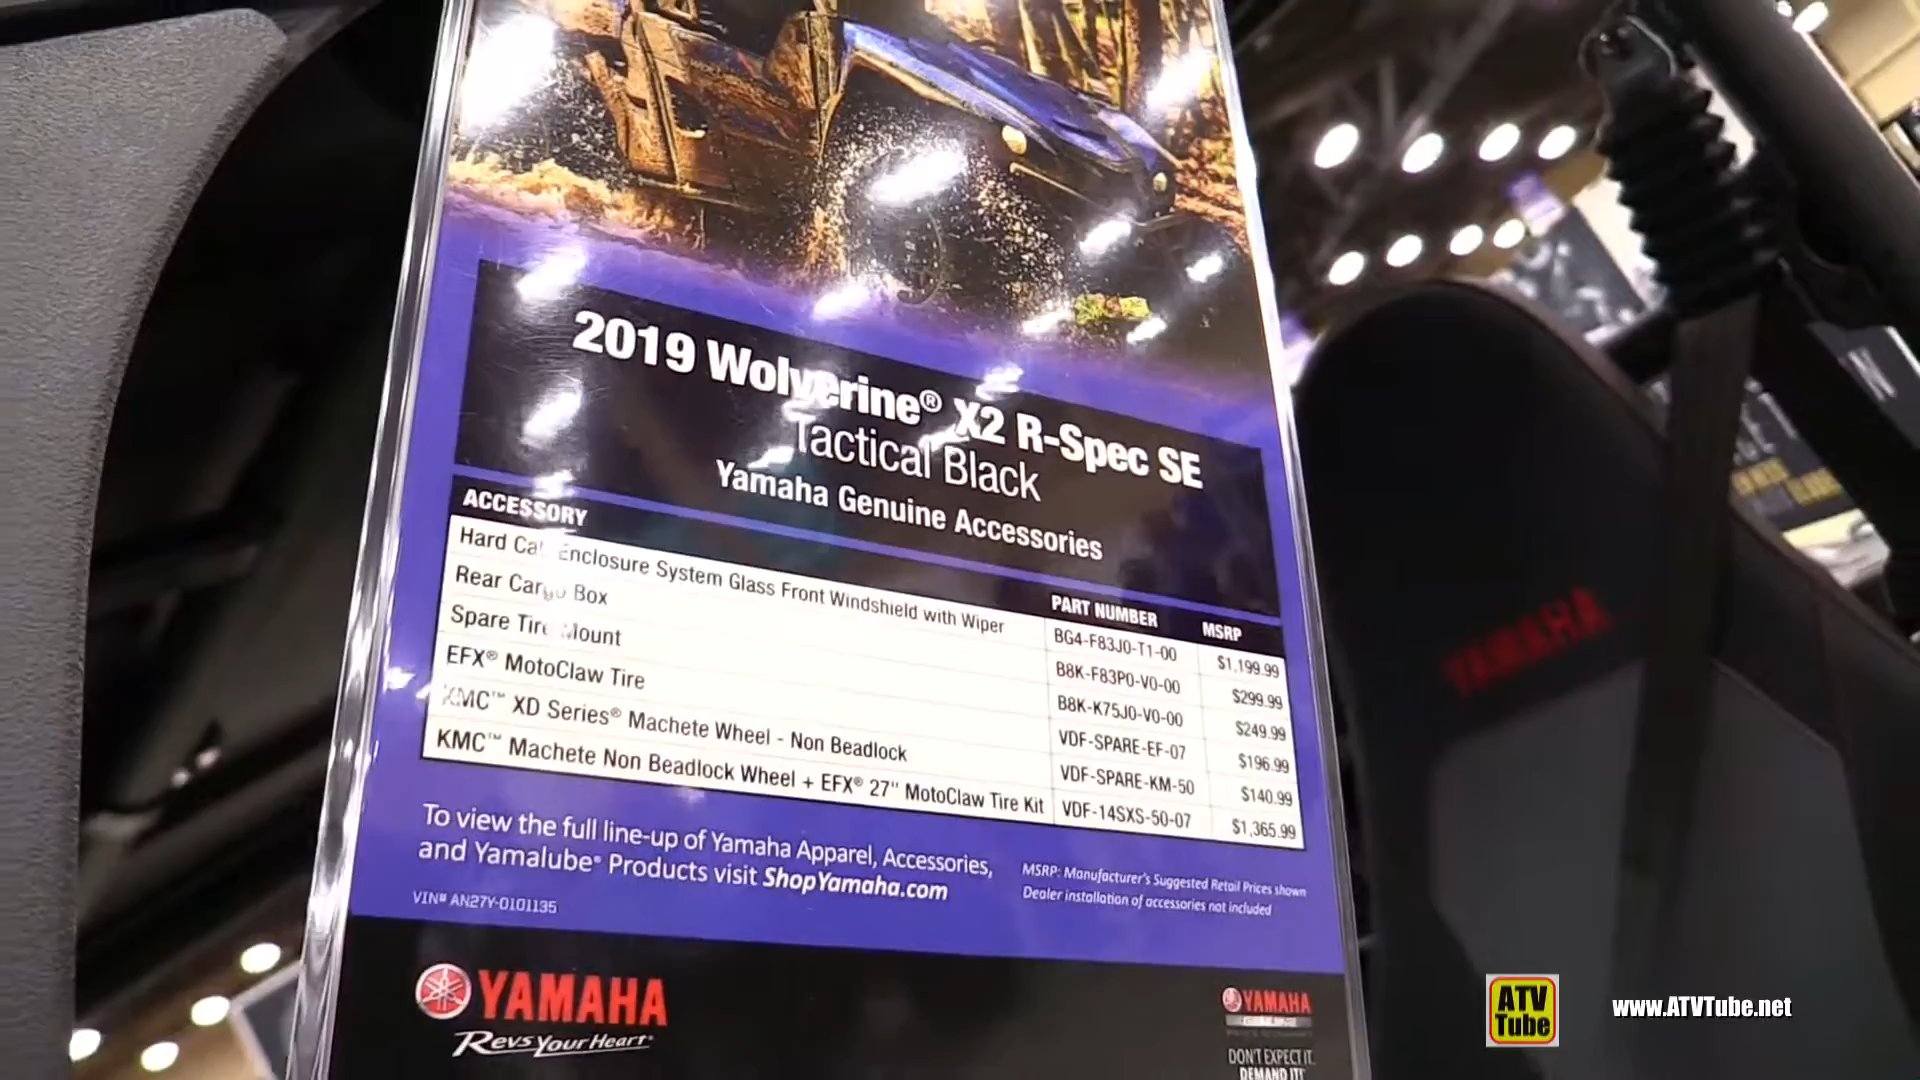 2019 Wolverine® X2 R-Spec SE
Tactical Black
Yamaha Genuine Accessories
ACCESSORY PART NUMBER MSRP
Hard Cab Enclosure System Glass Front Windshield with Wiper BG4-F83J0-T1-00 $1,199.99
Rear Cargo Box B8K-F83P0-V0-00 $299.99
Spare Tire Mount B8K-K75J0-V0-00 $249.99
EFX® MotoClaw Tire VDF-SPARE-EF-07 $196.99
KMC™ XD Series® Machete Wheel - Non Beadlock VDF-SPARE-KM-50 $140.99
KMC™ Machete Non Beadlock Wheel + EFX® 27" MotoClaw Tire Kit VDF-14SXS-50-07 $1,365.99
To view the full line-up of Yamaha Apparel, Accessories,
and Yamalube® Products visit ShopYamaha.com
MSRP: Manufacturer's Suggested Retail Prices shown
Dealer installation of accessories not included
VIN# AN27Y-0101135
YAMAHA
Revs Your Heart
YAMAHA
DON'T EXPECT IT.
DEMAND IT!
YAMAHA
ATV
Tube
www.ATVTube.net